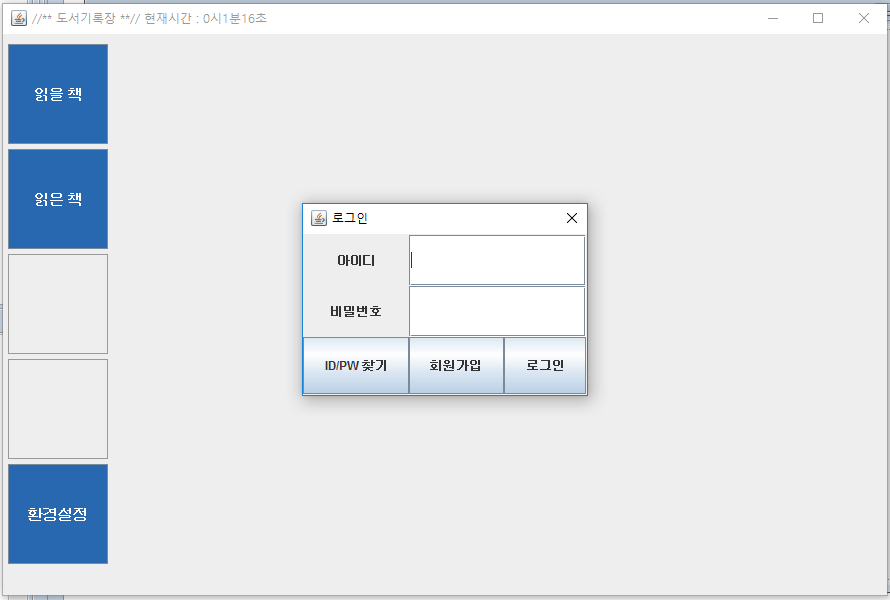 //** 도서기록장 **// 현재시간 : 0시1분16초
읽을 책
읽은 책
환경설정
로그인
아이디
비밀번호
ID/PW 찾기 회원가입 로그인